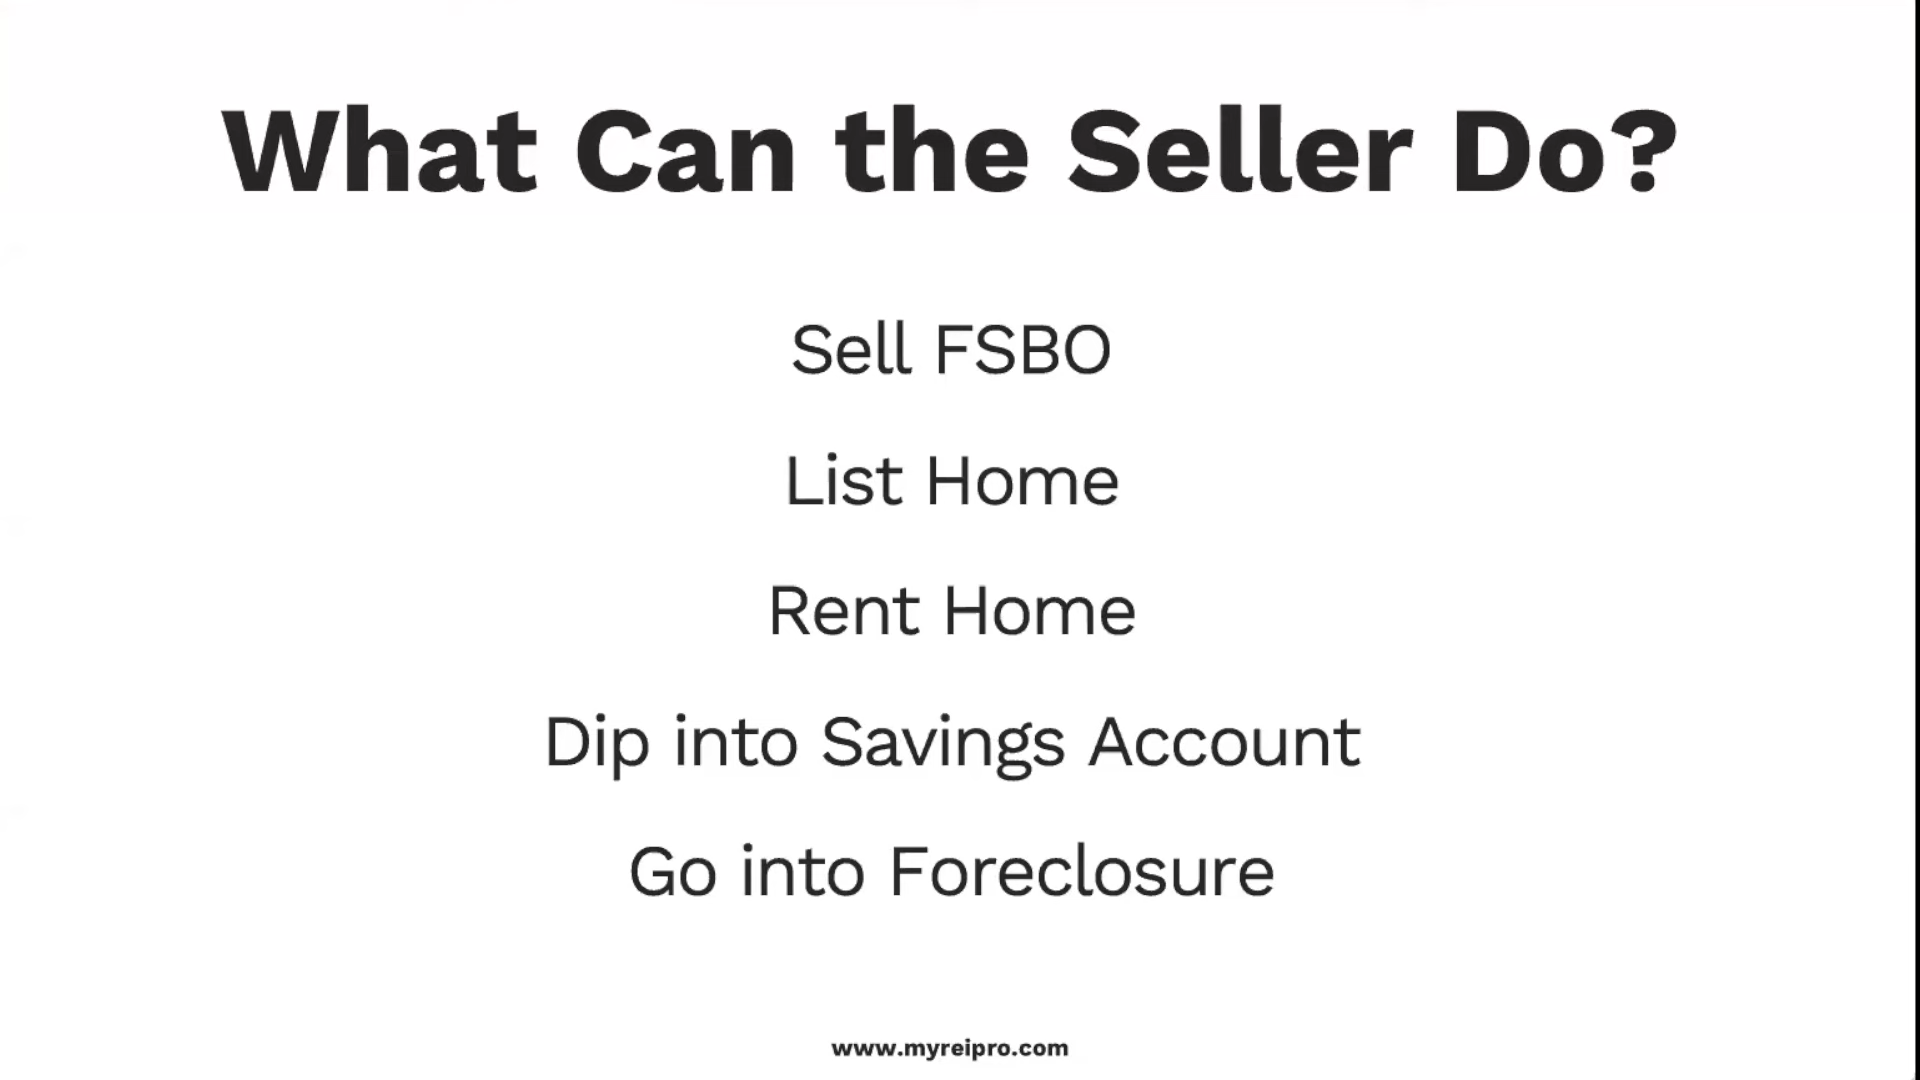 What Can the Seller Do?
Sell FSBO
List Home
Rent Home
Dip into Savings Account
Go into Foreclosure
www.myreipro.com